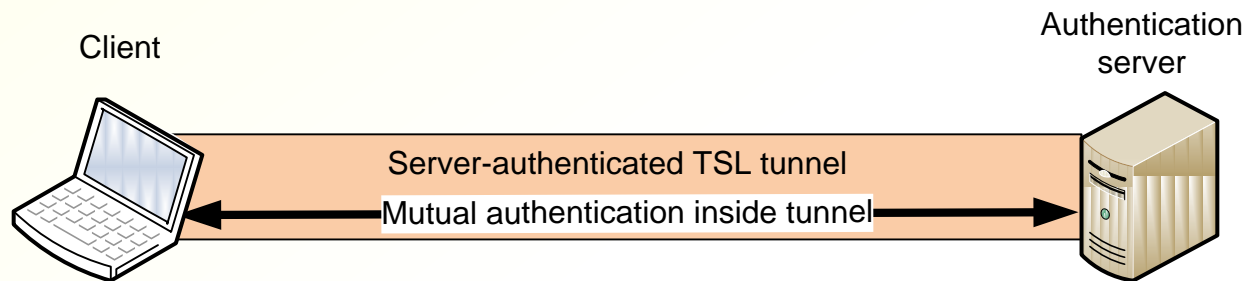 Client
Authentication
server
Server-authenticated TSL tunnel
Mutual authentication inside tunnel